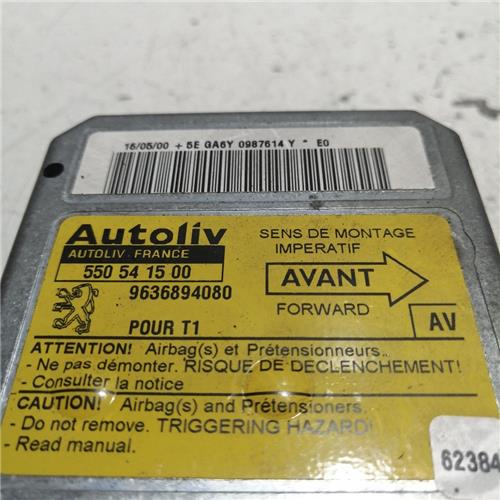 15/05/00 + 5E GA6Y 0987614 Y * E0
Autoliv
AUTOLIV - FRANCE
550 54 15 00
9636894080
POUR T1
SENS DE MONTAGE
IMPERATIF
AVANT
FORWARD
AV
ATTENTION! Airbag(s) et Prétensionneurs.
- Ne pas démonter. RISQUE DE DECLENCHEMENT!
- Consulter la notice
CAUTION! Airbag(s) and Prétensioners.
- Do not remove. TRIGGERING HAZARD!
- Read manual.
62384